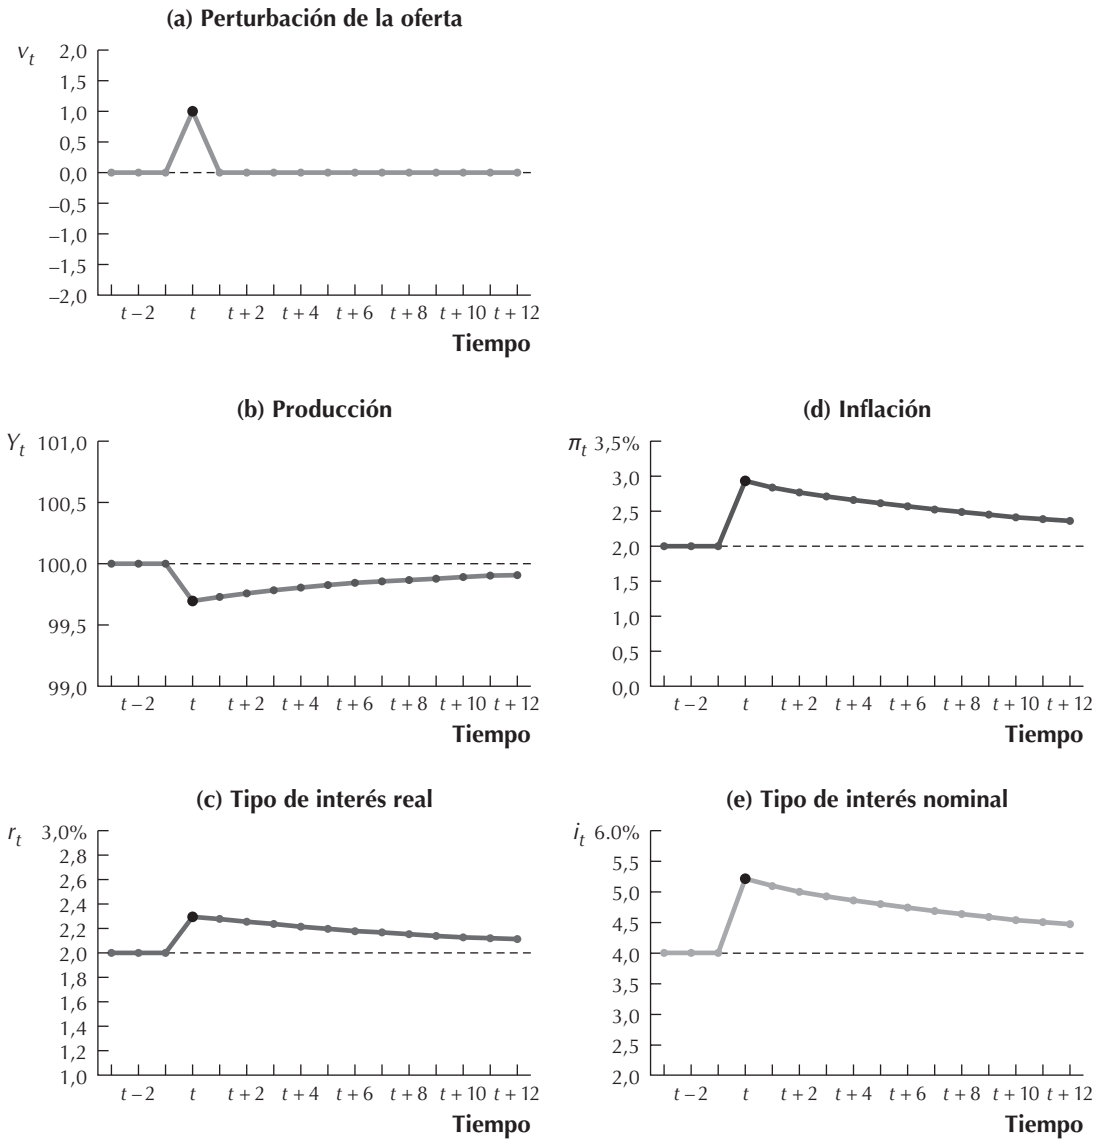 (a) Perturbación de la oferta
νt 2,0
1,5
1,0
0,5
0,0
–0,5
–1,0
–1,5
–2,0
t – 2 t t + 2 t + 4 t + 6 t + 8 t + 10 t + 12
Tiempo
(b) Producción
Yt 101,0
100,5
100,0
99,5
99,0
t – 2 t t + 2 t + 4 t + 6 t + 8 t + 10 t + 12
Tiempo
(d) Inflación
πt 3,5%
3,0
2,5
2,0
1,5
1,0
0,5
0,0
t – 2 t t + 2 t + 4 t + 6 t + 8 t + 10 t + 12
Tiempo
(c) Tipo de interés real
rt 3,0%
2,8
2,6
2,4
2,2
2,0
1,8
1,6
1,4
1,2
1,0
t – 2 t t + 2 t + 4 t + 6 t + 8 t + 10 t + 12
Tiempo
(e) Tipo de interés nominal
it 6.0%
5,5
5,0
4,5
4,0
3,5
3,0
2,5
2,0
t – 2 t t + 2 t + 4 t + 6 t + 8 t + 10 t + 12
Tiempo